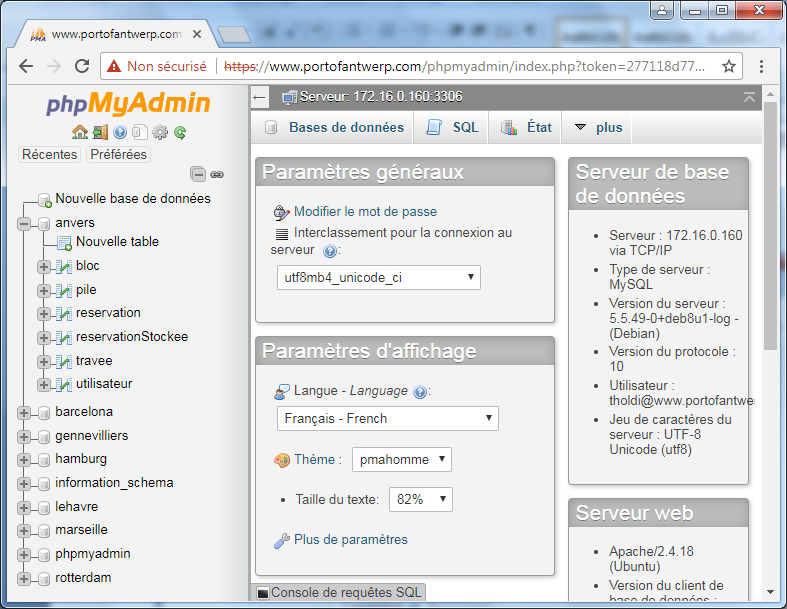 www.portofantwerp.com
Non sécurisé https://www.portofantwerp.com/phpmyadmin/index.php?token=277118d77...
phpMyAdmin
Récentes Préférées
Nouvelle base de données
anvers
Nouvelle table
bloc
pile
reservation
reservationStockee
travee
utilisateur
barcelona
gennevilliers
hamburg
information_schema
lehavre
marseille
phpmyadmin
rotterdam
Serveur: 172.16.0.160:3306
Bases de données SQL État plus
Paramètres généraux
Modifier le mot de passe
Interclassement pour la connexion au
serveur :
utf8mb4_unicode_ci
Paramètres d'affichage
Langue - Language :
Français - French
Thème : pmahomme
• Taille du texte: 82%
Plus de paramètres
Serveur de base
de données
• Serveur : 172.16.0.160
via TCP/IP
• Type de serveur :
MySQL
• Version du serveur :
5.5.49-0+deb8u1-log -
(Debian)
• Version du protocole :
10
• Utilisateur :
tholdi@www.portofantwer
• Jeu de caractères du
serveur : UTF-8
Unicode (utf8)
Serveur web
• Apache/2.4.18
(Ubuntu)
• Version du client de
base de données :
Console de requêtes SQL